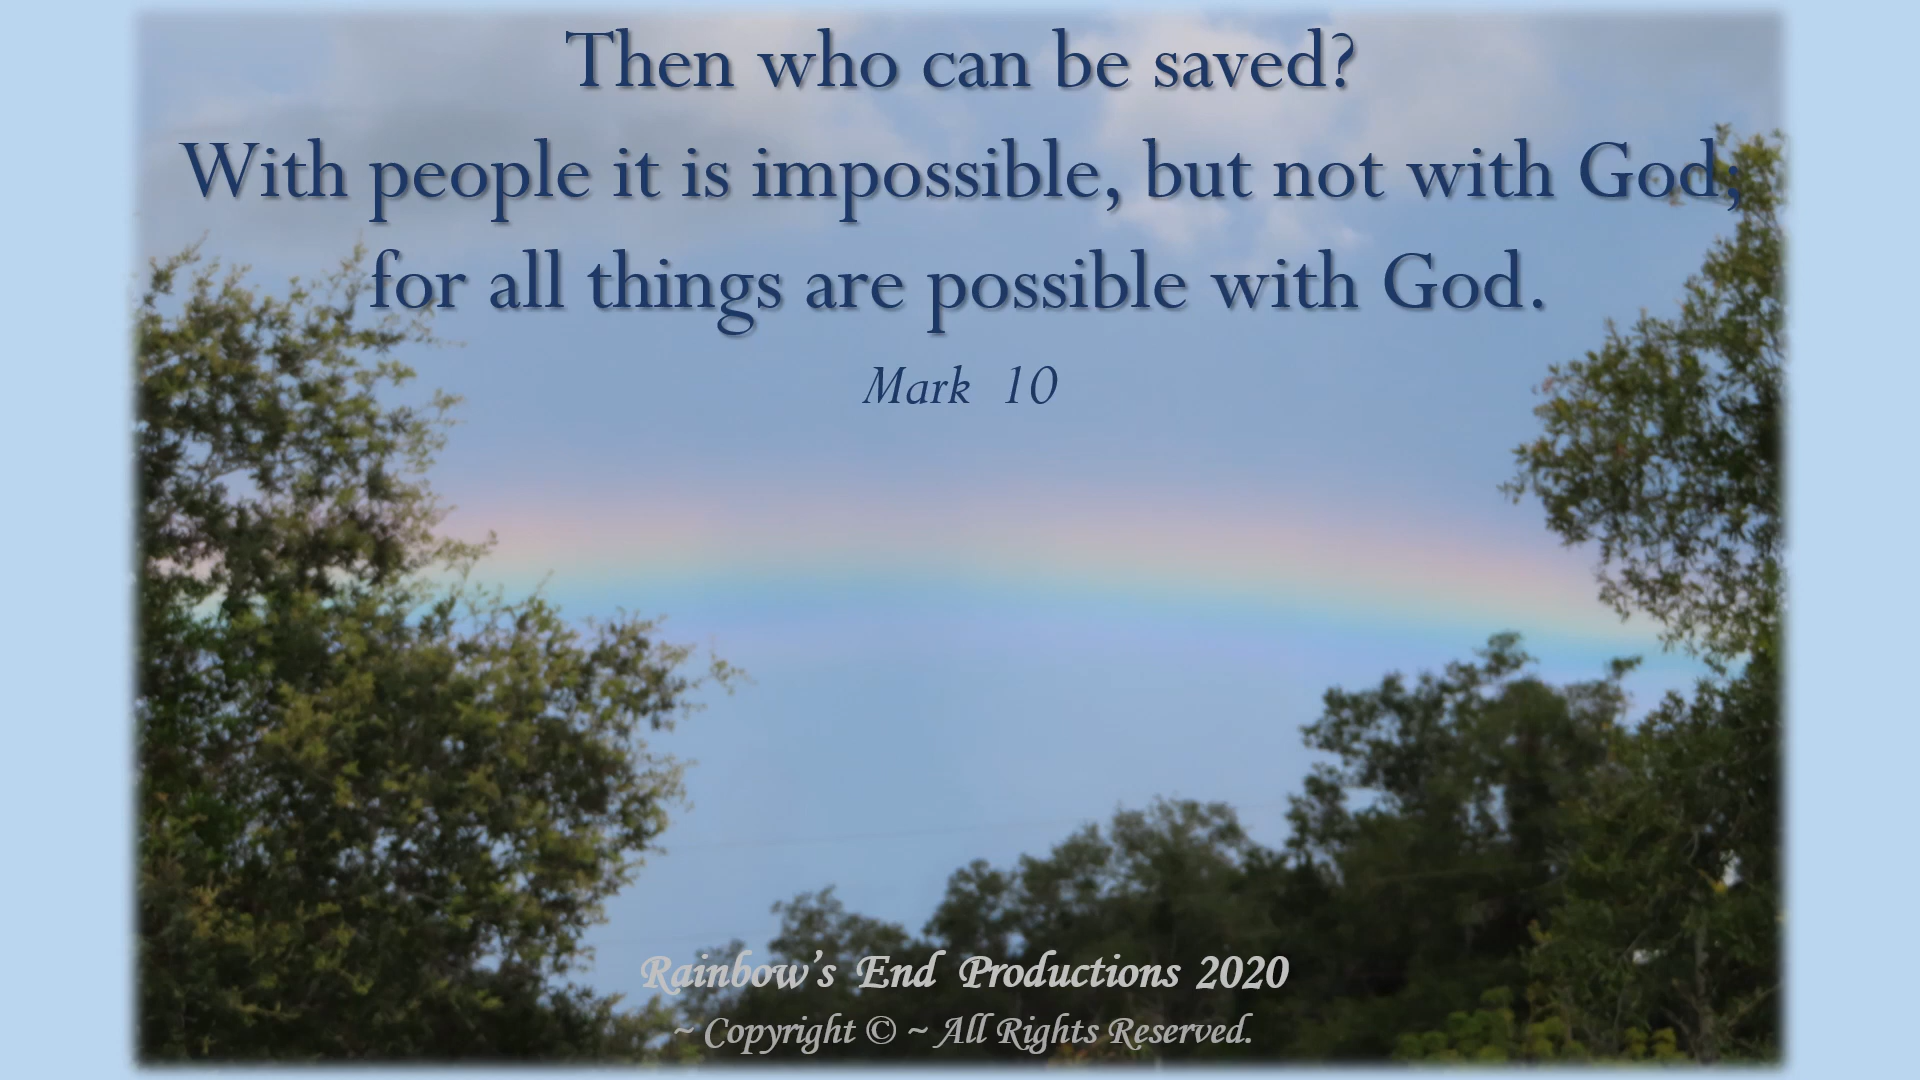 Then who can be saved?
With people it is impossible, but not with God;
for all things are possible with God.
Mark 10
Rainbow's End Productions 2020
~ Copyright © ~ All Rights Reserved.